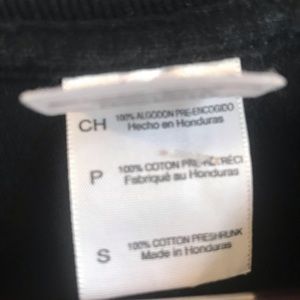 CH 100% ALGODON PRE-ENCOGIDO
Hecho en Honduras
P 100% COTON PRÉ-RÉTRÉCI
Fabriqué au Honduras
S 100% COTTON PRESHRUNK
Made in Honduras